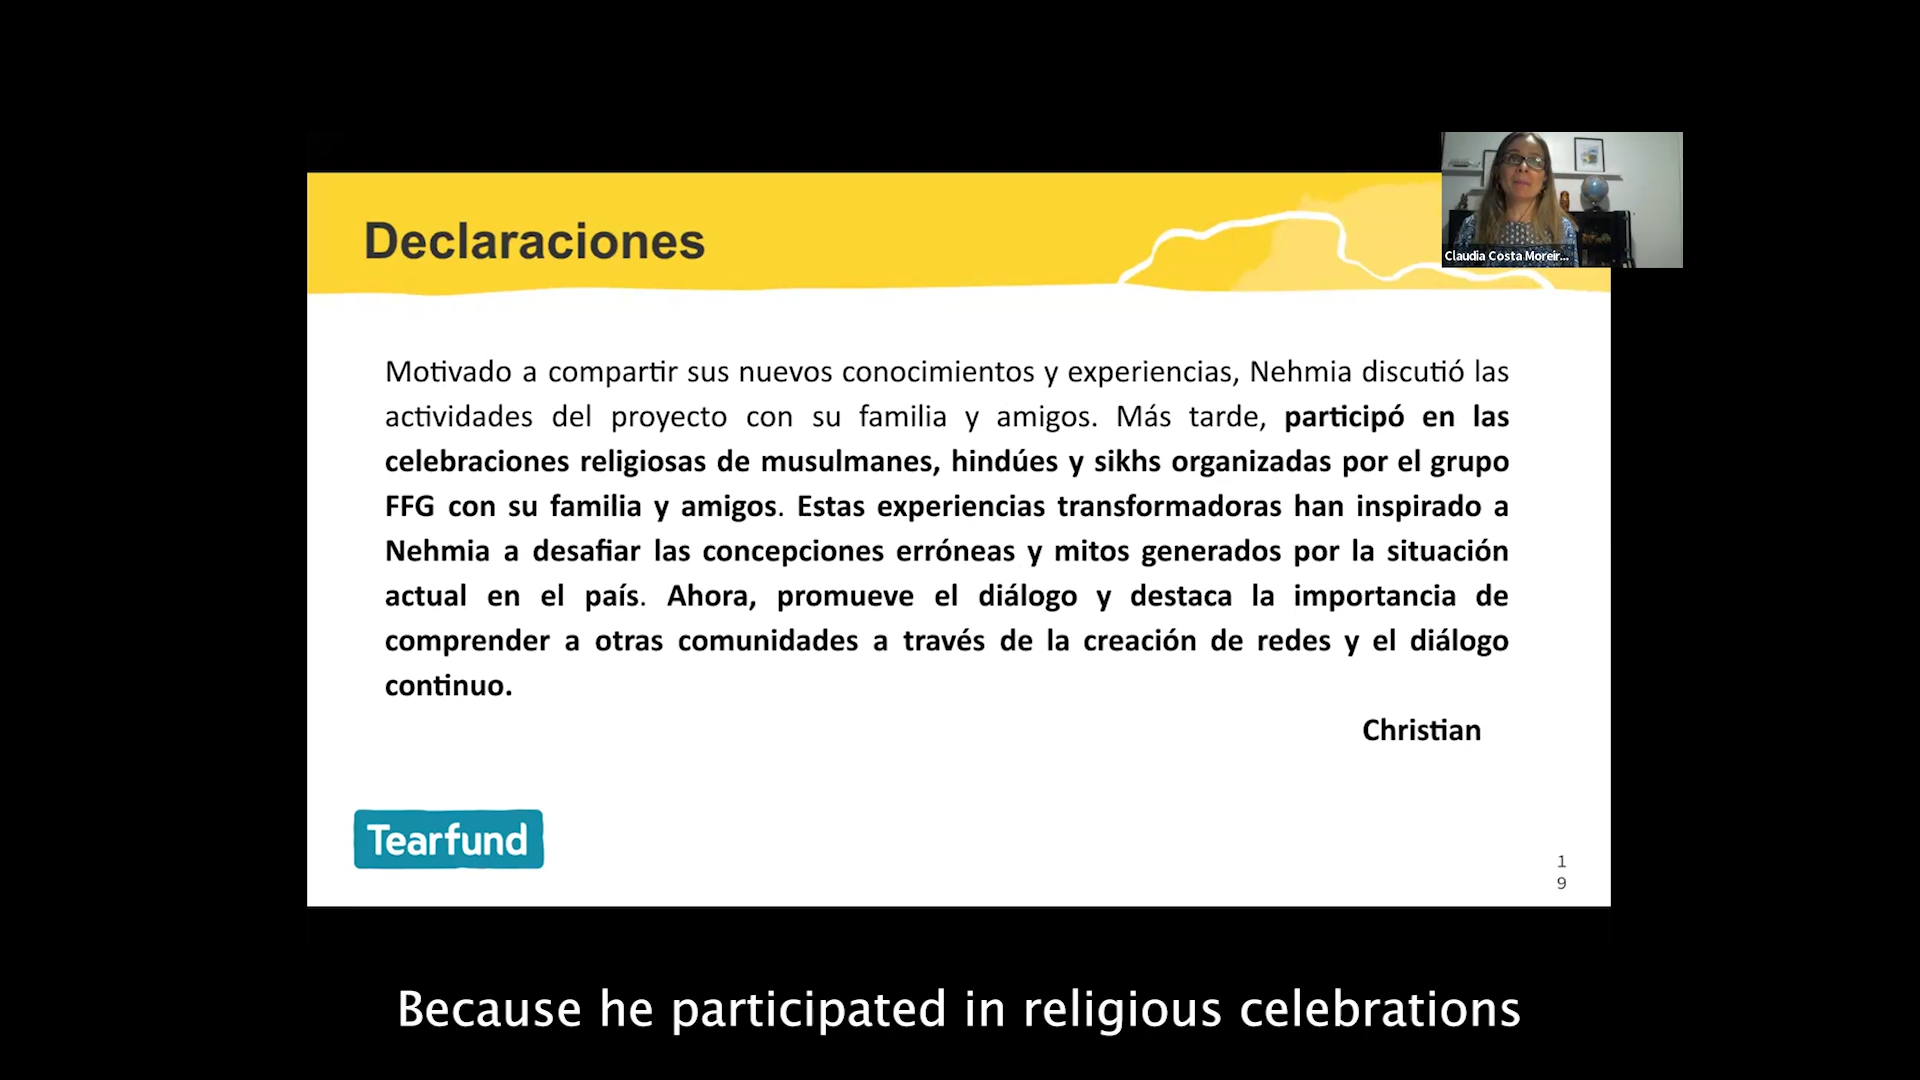 Declaraciones
Claudia Costa Moreir...
Motivado a compartir sus nuevos conocimientos y experiencias, Nehmia discutió las
actividades del proyecto con su familia y amigos. Más tarde, participó en las
celebraciones religiosas de musulmanes, hindúes y sikhs organizadas por el grupo
FFG con su familia y amigos. Estas experiencias transformadoras han inspirado a
Nehmia a desafiar las concepciones erróneas y mitos generados por la situación
actual en el país. Ahora, promueve el diálogo y destaca la importancia de
comprender a otras comunidades a través de la creación de redes y el diálogo
continuo.
Christian
Tearfund
1
9
Because he participated in religious celebrations